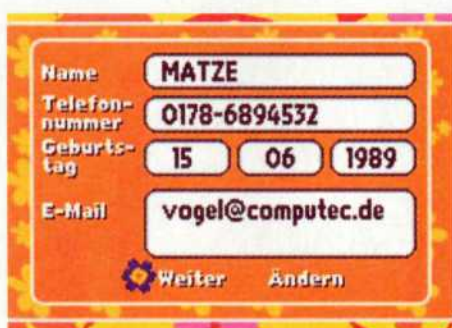 Name MATZE
Telefon-
nummer 0178-6894532
Geburts-
tag 15 06 1989
E-Mail vogel@computec.de
Weiter Ändern